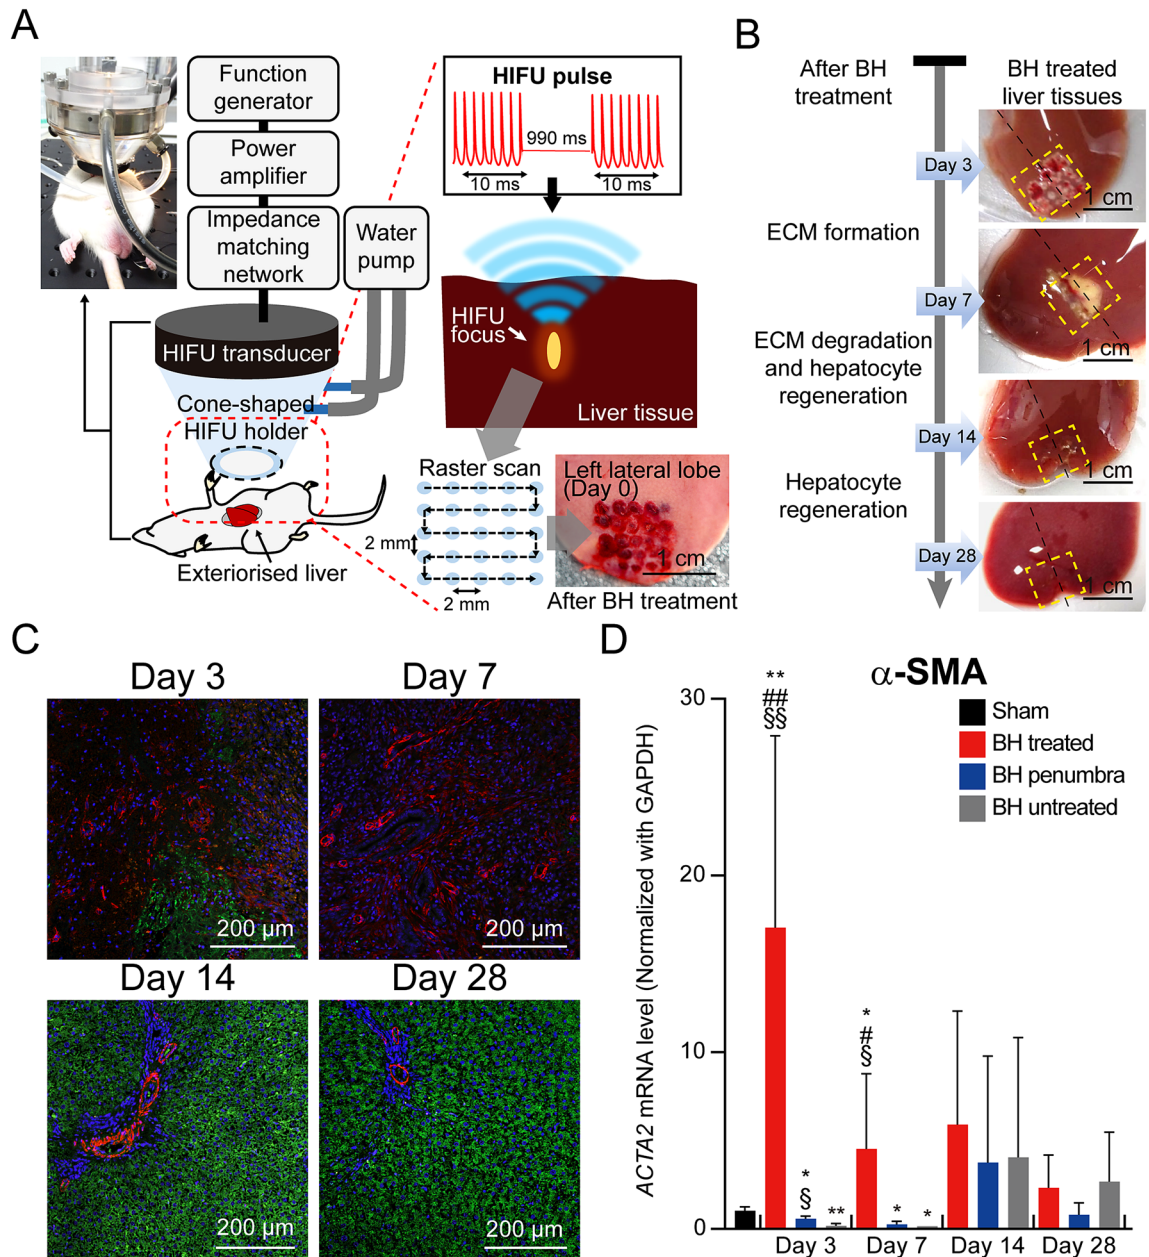 A
Function
generator
Power
amplifier
Impedance
matching
network
Water
pump
HIFU transducer
Cone-shaped
HIFU holder
Exteriorised liver
HIFU pulse
990 ms
10 ms
10 ms
HIFU
focus
Liver tissue
Raster scan
2 mm
2 mm
Left lateral lobe
(Day 0)
1 cm
After BH treatment
B
After BH
treatment
BH treated
liver tissues
Day 3
1 cm
ECM formation
Day 7
1 cm
ECM degradation
and hepatocyte
regeneration
Day 14
1 cm
Hepatocyte
regeneration
Day 28
1 cm
C
Day 3
200 µm
Day 7
200 µm
Day 14
200 µm
Day 28
200 µm
D
α-SMA
Sham
BH treated
BH penumbra
BH untreated
ACTA2 mRNA level (Normalized with GAPDH)
30
20
10
0
**
##
§§
*
§
**
*
#
§
*
*
Day 3
Day 7
Day 14
Day 28